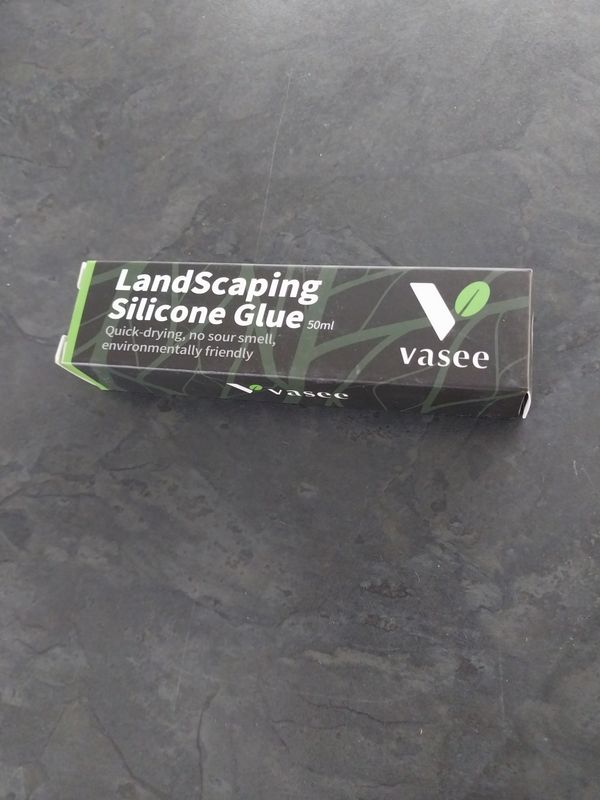 LandScaping
Silicone Glue 50ml
Quick-drying, no sour smell,
environmentally friendly
vasee
vasee